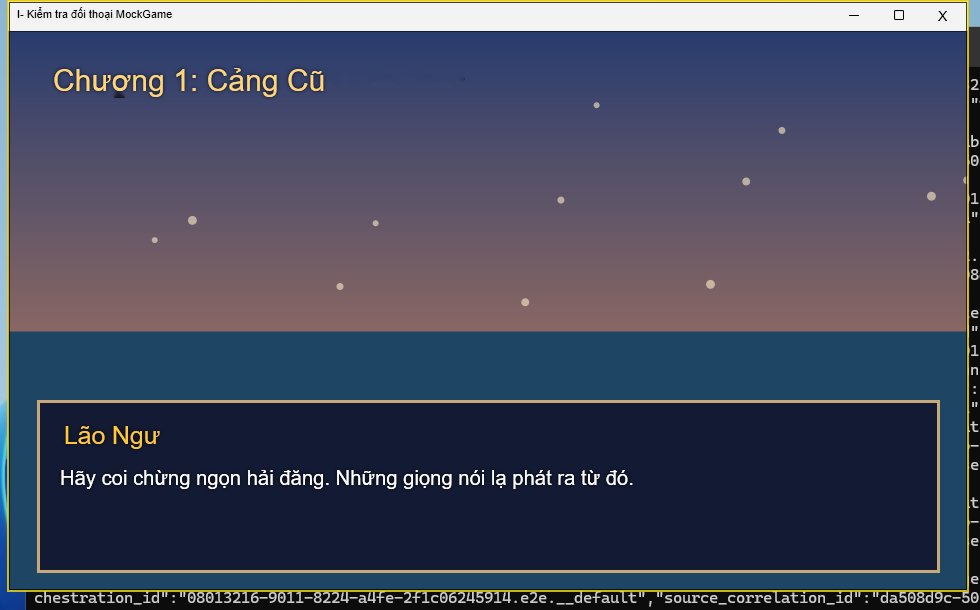 I- Kiểm tra đối thoại MockGame
Chương 1: Cảng Cũ
Lão Ngư
Hãy coi chừng ngọn hải đăng. Những giọng nói lạ phát ra từ đó.
chestration_id":"08013216-9011-8224-a4fe-2f1c06245914.e2e.__default","source_correlation_id":"da508d9c-5